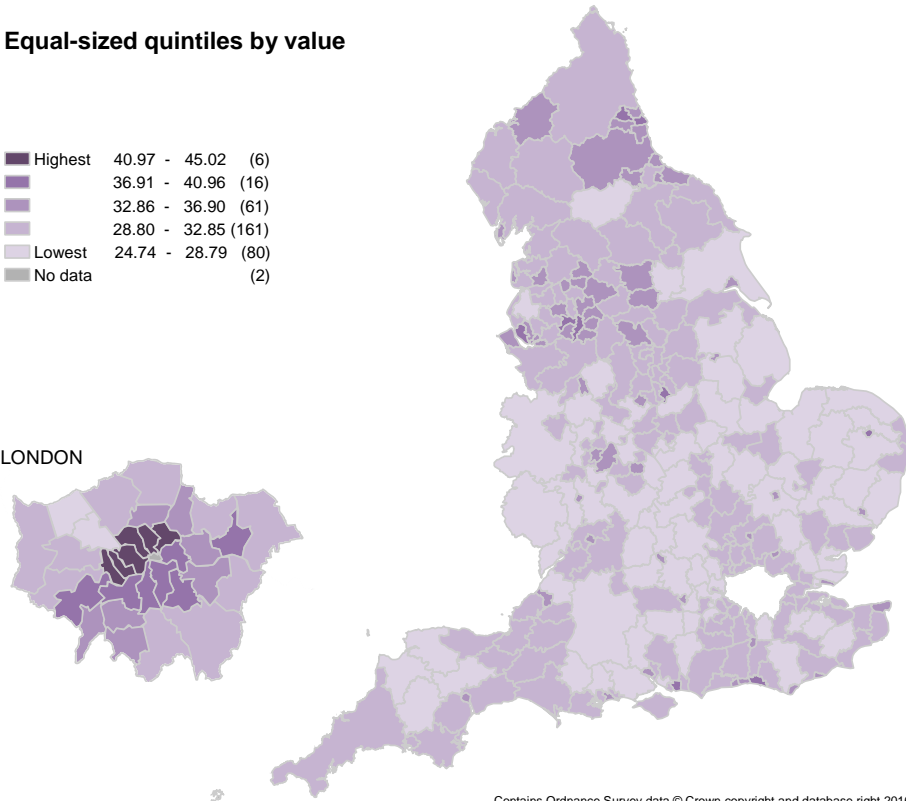 Equal-sized quintiles by value
Highest 40.97 - 45.02 (6)
36.91 - 40.96 (16)
32.86 - 36.90 (61)
28.80 - 32.85 (161)
Lowest 24.74 - 28.79 (80)
No data (2)
LONDON
Contains Ordnance Survey data © Crown copyright and database right